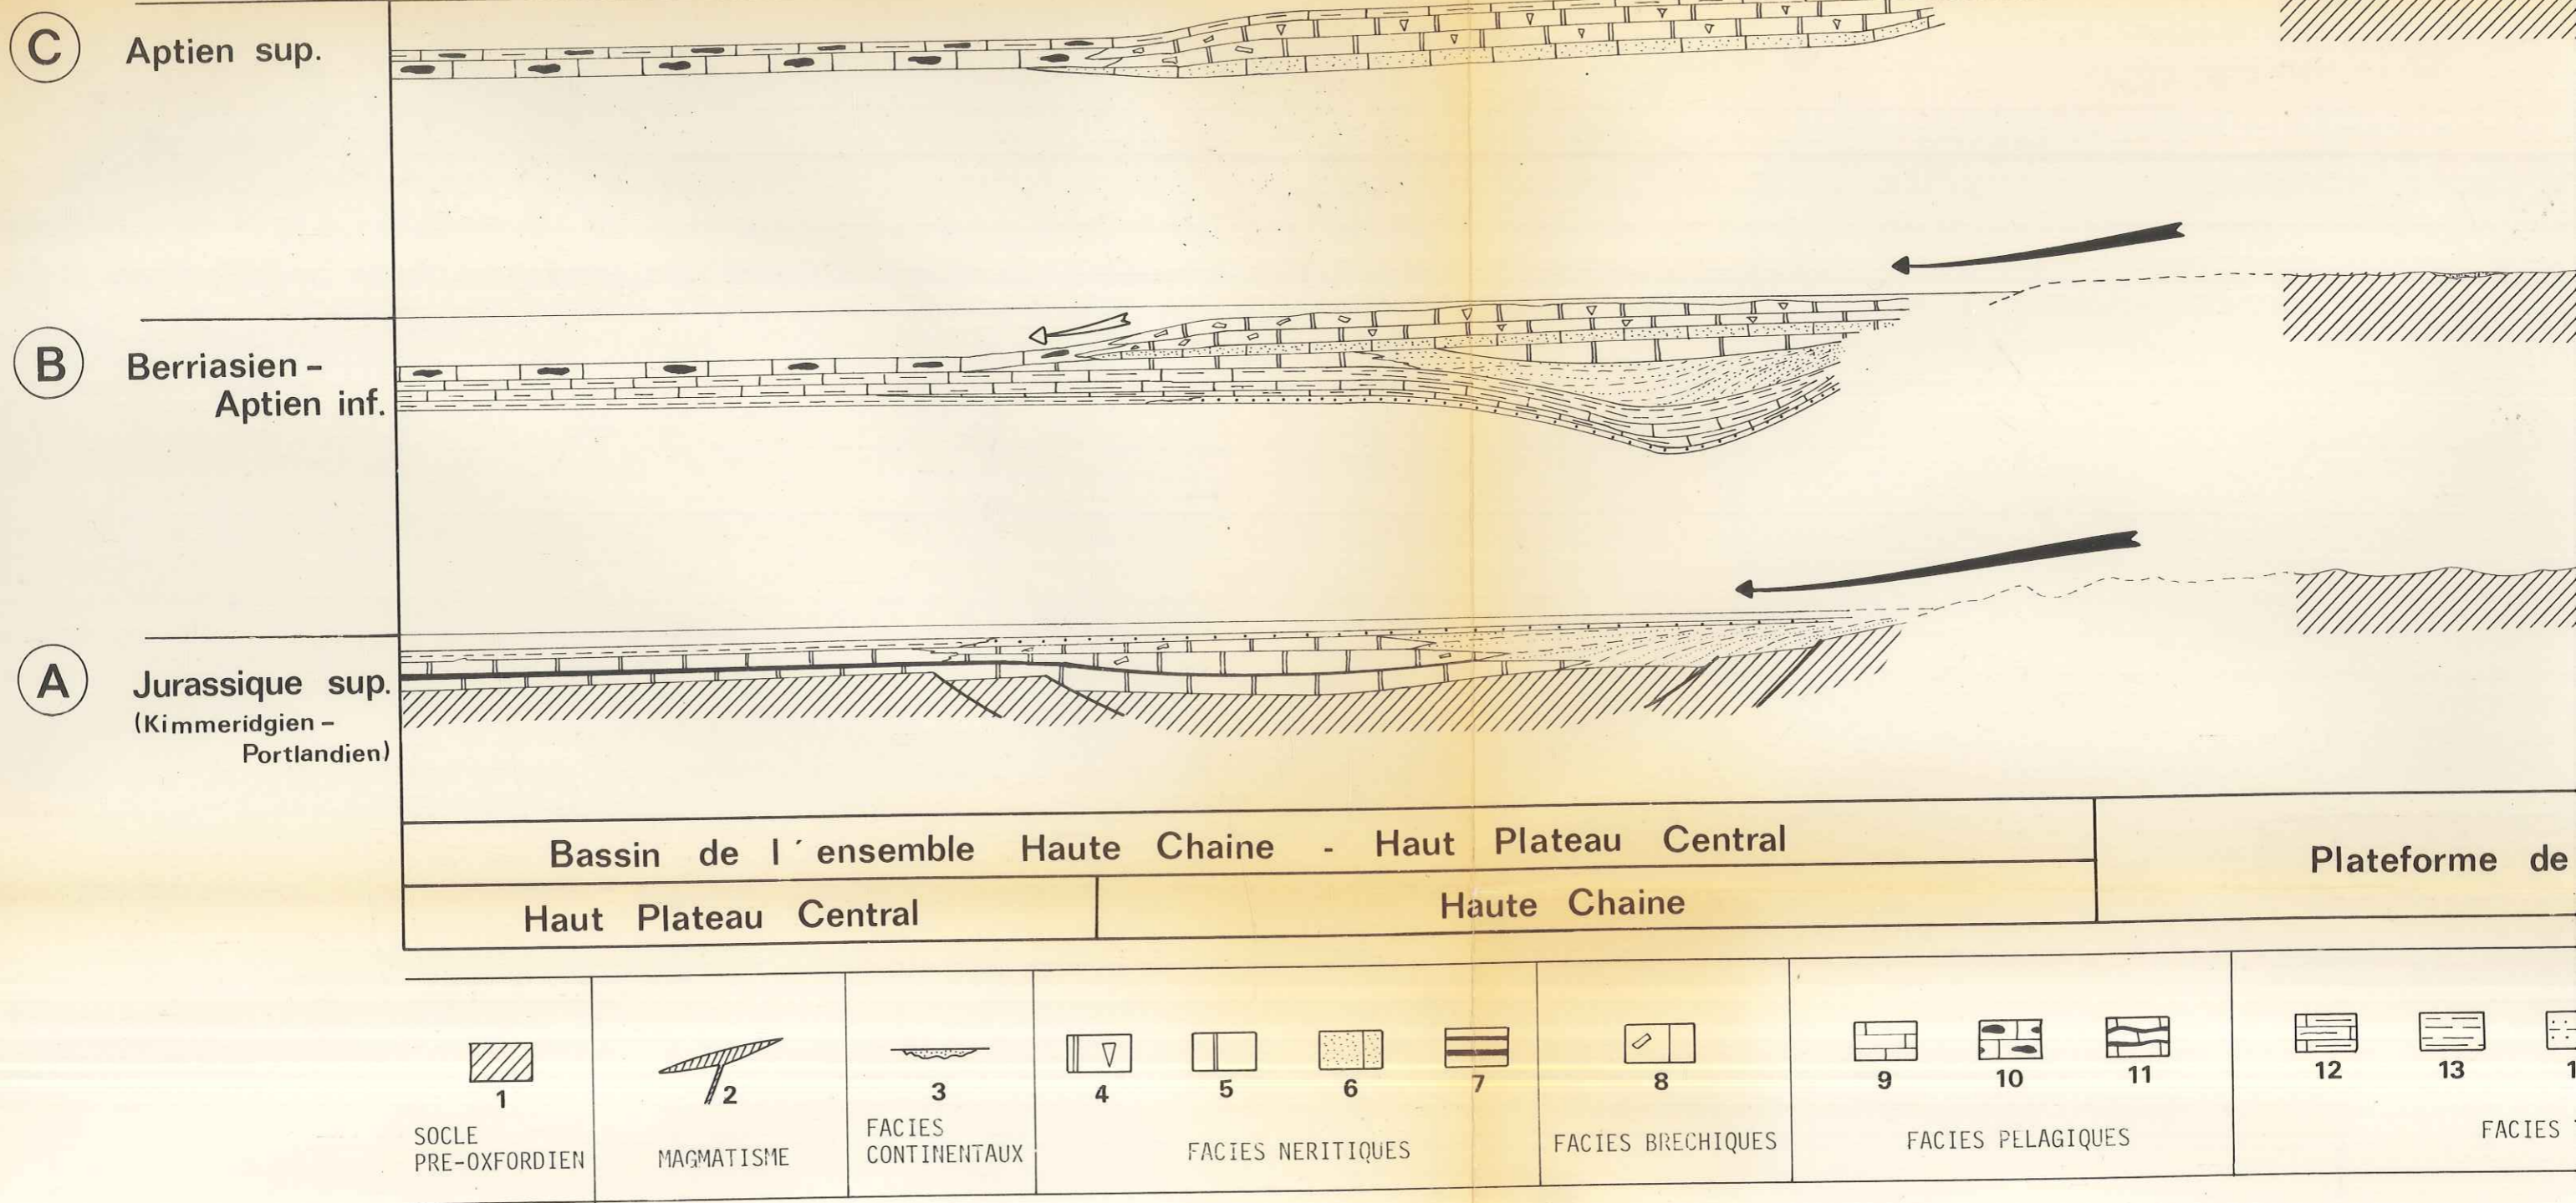 C Aptien sup.
B Berriasien -
Aptien inf.
A Jurassique sup.
(Kimmeridgien -
Portlandien)
Bassin de l'ensemble Haute Chaine - Haut Plateau Central
Plateforme de
Haut Plateau Central
Haute Chaine
1 2 3 4 5 6 7 8 9 10 11 12 13
SOCLE
PRE-OXFORDIEN
MAGMATISME
FACIES
CONTINENTAUX
FACIES NERITIQUES
FACIES BRECHIQUES
FACIES PELAGIQUES
FACIES